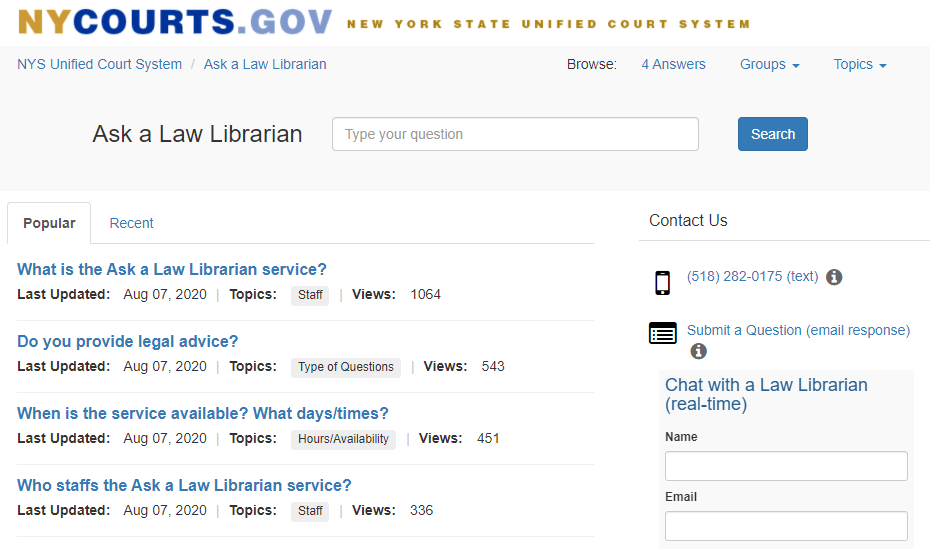 NYCOURTS.GOV NEW YORK STATE UNIFIED COURT SYSTEM
NYS Unified Court System / Ask a Law Librarian Browse: 4 Answers Groups Topics
Ask a Law Librarian Type your question Search
Popular Recent
What is the Ask a Law Librarian service?
Last Updated: Aug 07, 2020 | Topics: Staff | Views: 1064
Do you provide legal advice?
Last Updated: Aug 07, 2020 | Topics: Type of Questions | Views: 543
When is the service available? What days/times?
Last Updated: Aug 07, 2020 | Topics: Hours/Availability | Views: 451
Who staffs the Ask a Law Librarian service?
Last Updated: Aug 07, 2020 | Topics: Staff | Views: 336
Contact Us
(518) 282-0175 (text)
Submit a Question (email response)
Chat with a Law Librarian
(real-time)
Name
Email